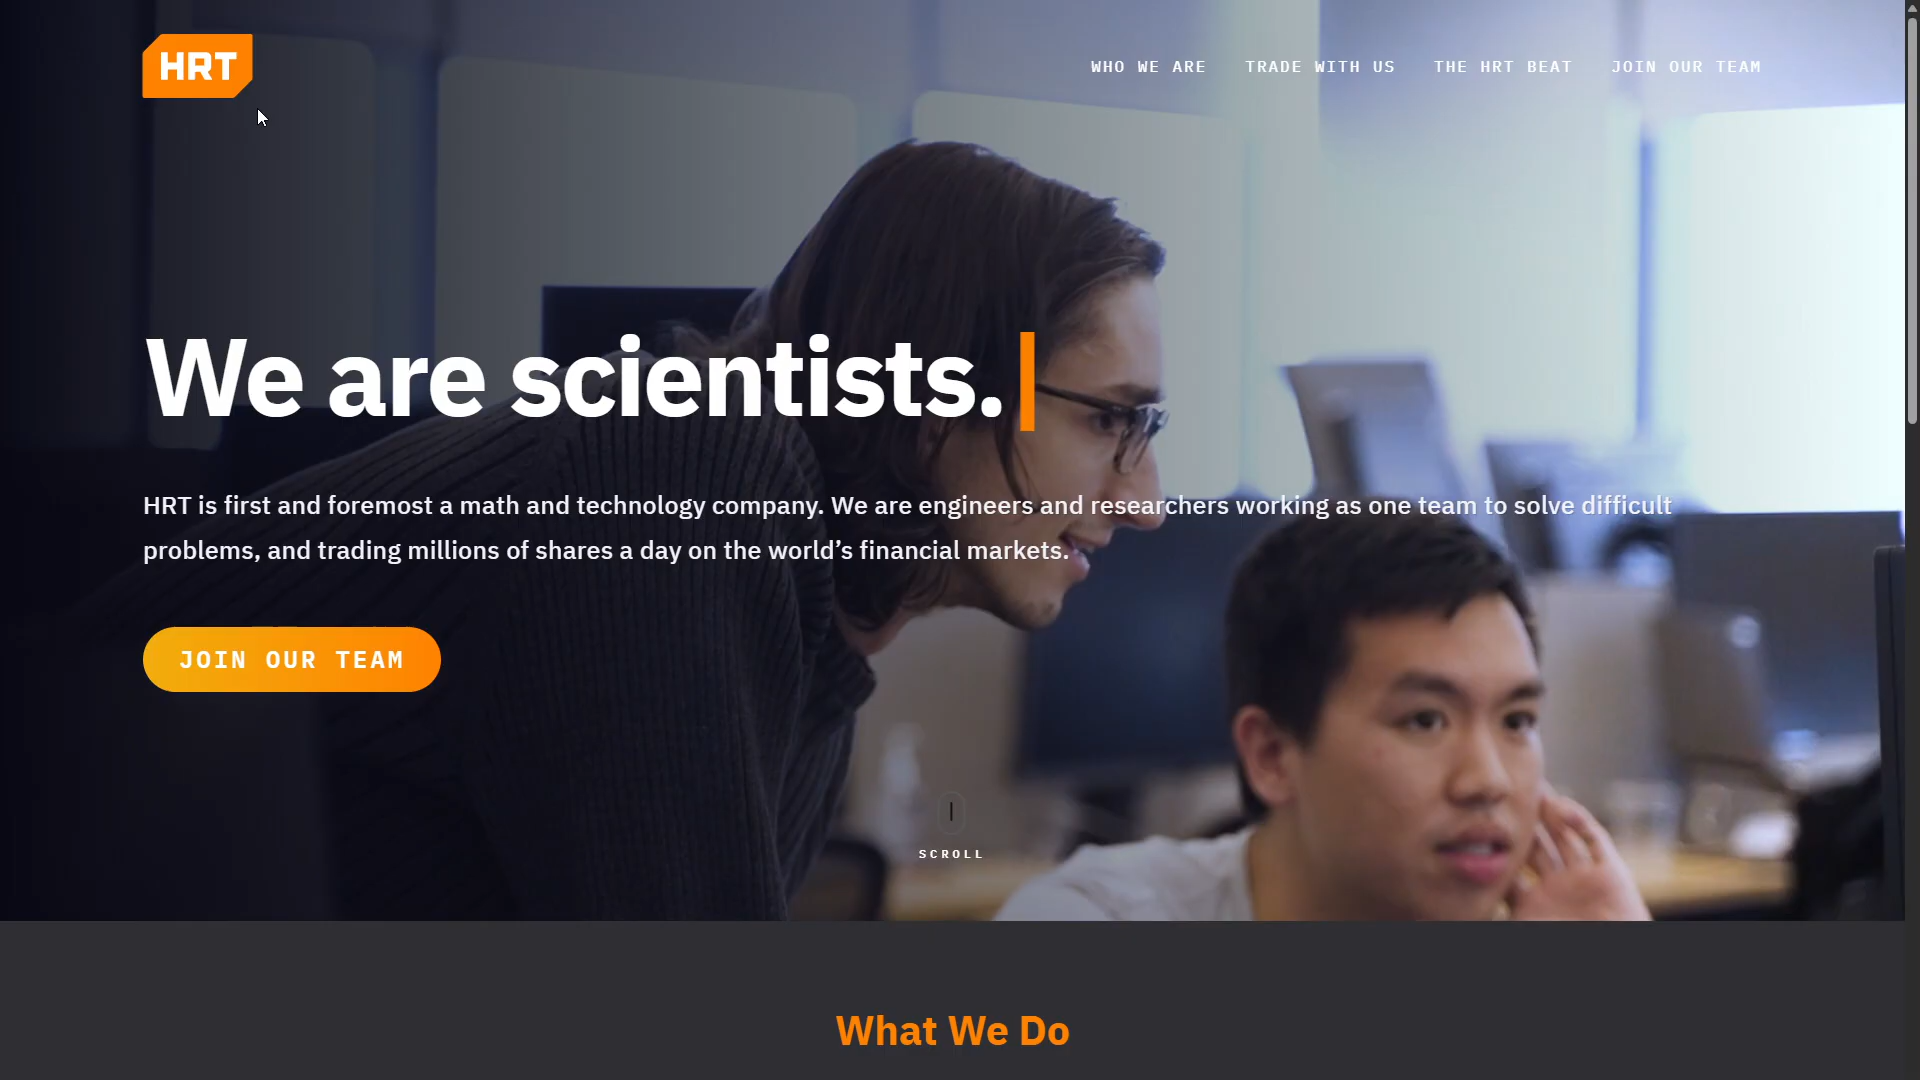 HRT
WHO WE ARE TRADE WITH US THE HRT BEAT JOIN OUR TEAM
We are scientists.
HRT is first and foremost a math and technology company. We are engineers and researchers working as one team to solve difficult
problems, and trading millions of shares a day on the world’s financial markets.
JOIN OUR TEAM
SCROLL
What We Do